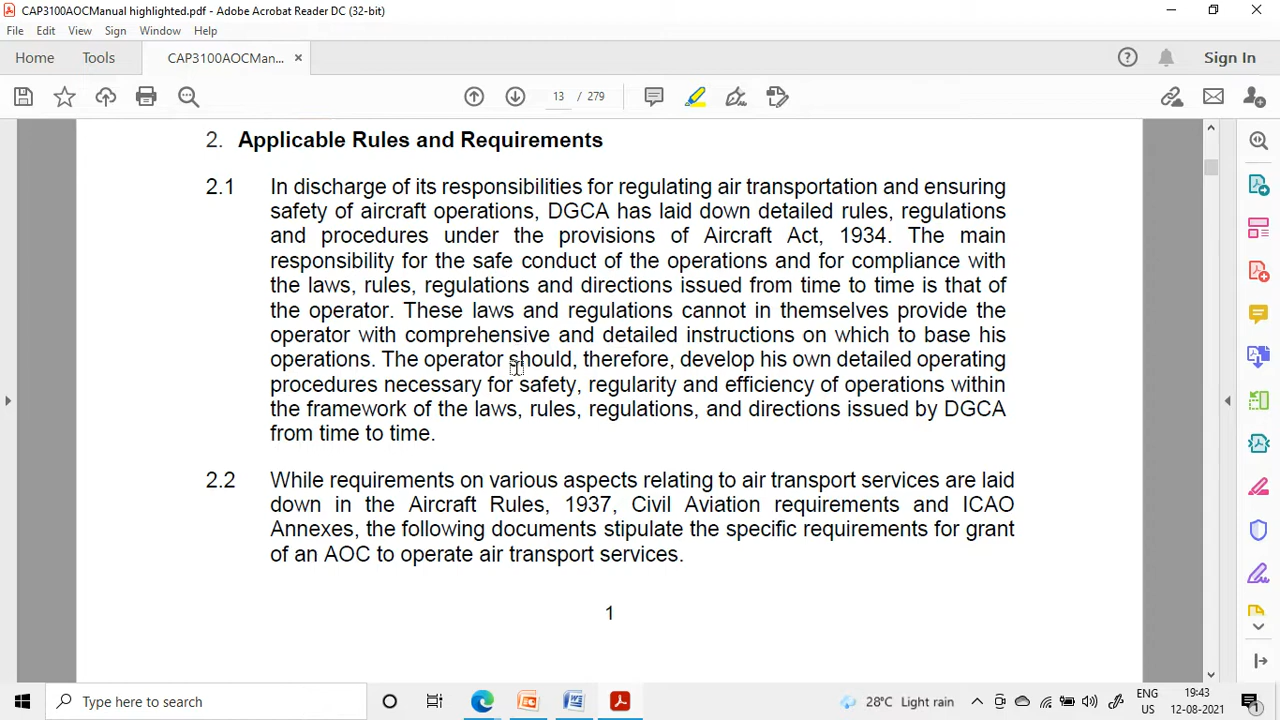 CAP3100AOCManual highlighted.pdf - Adobe Acrobat Reader DC (32-bit)
File Edit View Sign Window Help
Home Tools CAP3100AOCMan... ×
Sign In
13 / 279
2. Applicable Rules and Requirements
2.1 In discharge of its responsibilities for regulating air transportation and ensuring
safety of aircraft operations, DGCA has laid down detailed rules, regulations
and procedures under the provisions of Aircraft Act, 1934. The main
responsibility for the safe conduct of the operations and for compliance with
the laws, rules, regulations and directions issued from time to time is that of
the operator. These laws and regulations cannot in themselves provide the
operator with comprehensive and detailed instructions on which to base his
operations. The operator should, therefore, develop his own detailed operating
procedures necessary for safety, regularity and efficiency of operations within
the framework of the laws, rules, regulations, and directions issued by DGCA
from time to time.
2.2 While requirements on various aspects relating to air transport services are laid
down in the Aircraft Rules, 1937, Civil Aviation requirements and ICAO
Annexes, the following documents stipulate the specific requirements for grant
of an AOC to operate air transport services.
1
Type here to search
28°C Light rain
ENG
US
19:43
12-08-2021
1